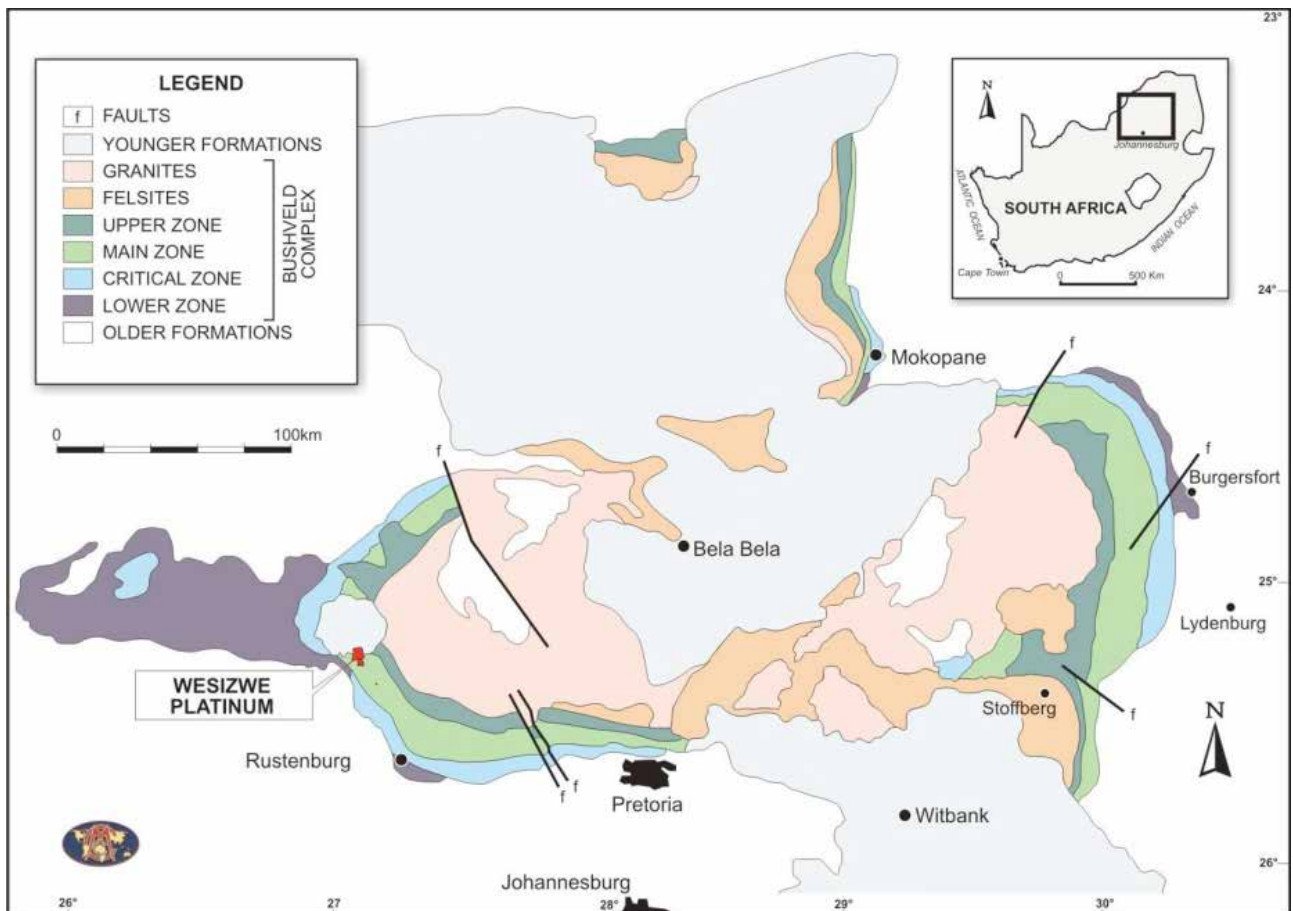 23°
LEGEND
f FAULTS
YOUNGER FORMATIONS
GRANITES
FELSITES
UPPER ZONE
MAIN ZONE
CRITICAL ZONE
LOWER ZONE
OLDER FORMATIONS
BUSHVELD
COMPLEX
N
Johannesburg
ATLANTIC OCEAN
SOUTH AFRICA
INDIAN OCEAN
Cape Town
0 500 Km
24°
f
Mokopane
0 100km
f
f
Burgersfort
Bela Bela
25°
Lydenburg
WESIZWE
PLATINUM
Stoffberg
f
N
Rustenburg
f
f
Pretoria
Witbank
26°
Johannesburg
26° 27 28° 29° 30°